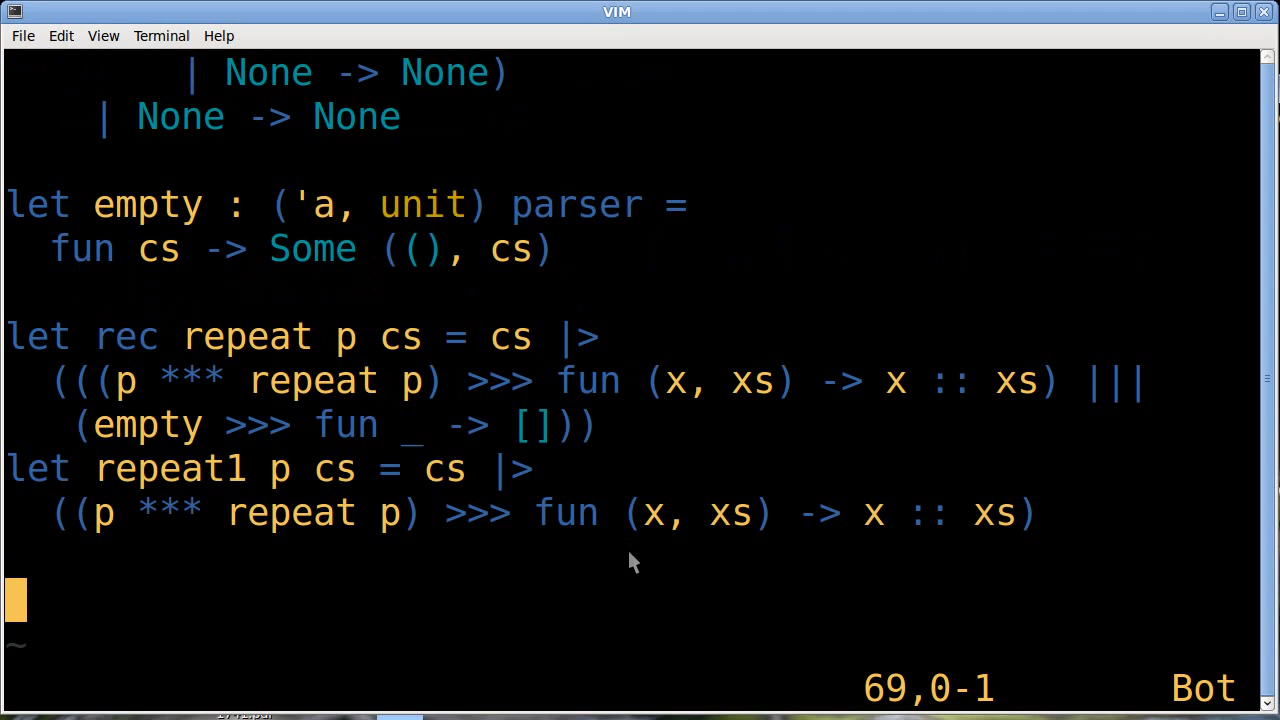 VIM
File Edit View Terminal Help
        | None -> None)
    | None -> None
let empty : ('a, unit) parser =
  fun cs -> Some ((), cs)
let rec repeat p cs = cs |>
  (((p *** repeat p) >>> fun (x, xs) -> x :: xs) |||
   (empty >>> fun _ -> []))
let repeat1 p cs = cs |>
  ((p *** repeat p) >>> fun (x, xs) -> x :: xs)
~
69,0-1 Bot